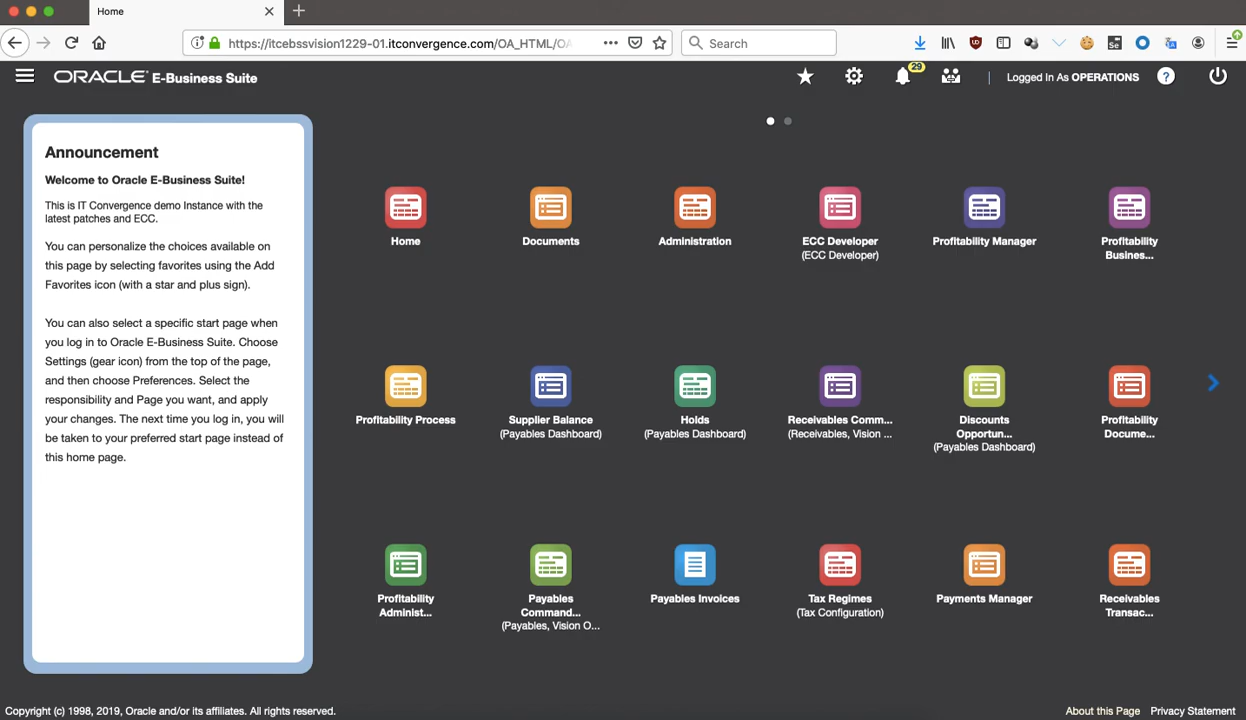 Home
https://itcebssvision1229-01.itconvergence.com/OA_HTML/OA
Search
ORACLE E-Business Suite
29
Logged In As OPERATIONS
Announcement
Welcome to Oracle E-Business Suite!
This is IT Convergence demo Instance with the
latest patches and ECC.
You can personalize the choices available on
this page by selecting favorites using the Add
Favorites icon (with a star and plus sign).
You can also select a specific start page when
you log in to Oracle E-Business Suite. Choose
Settings (gear icon) from the top of the page,
and then choose Preferences. Select the
responsibility and Page you want, and apply
your changes. The next time you log in, you will
be taken to your preferred start page instead of
this home page.
Home
Documents
Administration
ECC Developer
(ECC Developer)
Profitability Manager
Profitability
Busines...
Profitability Process
Supplier Balance
(Payables Dashboard)
Holds
(Payables Dashboard)
Receivables Comm...
(Receivables, Vision ...
Discounts
Opportun...
(Payables Dashboard)
Profitability
Docume...
Profitability
Administ...
Payables
Command...
(Payables, Vision O...
Payables Invoices
Tax Regimes
(Tax Configuration)
Payments Manager
Receivables
Transac...
Copyright (c) 1998, 2019, Oracle and/or its affiliates. All rights reserved.
About this Page Privacy Statement